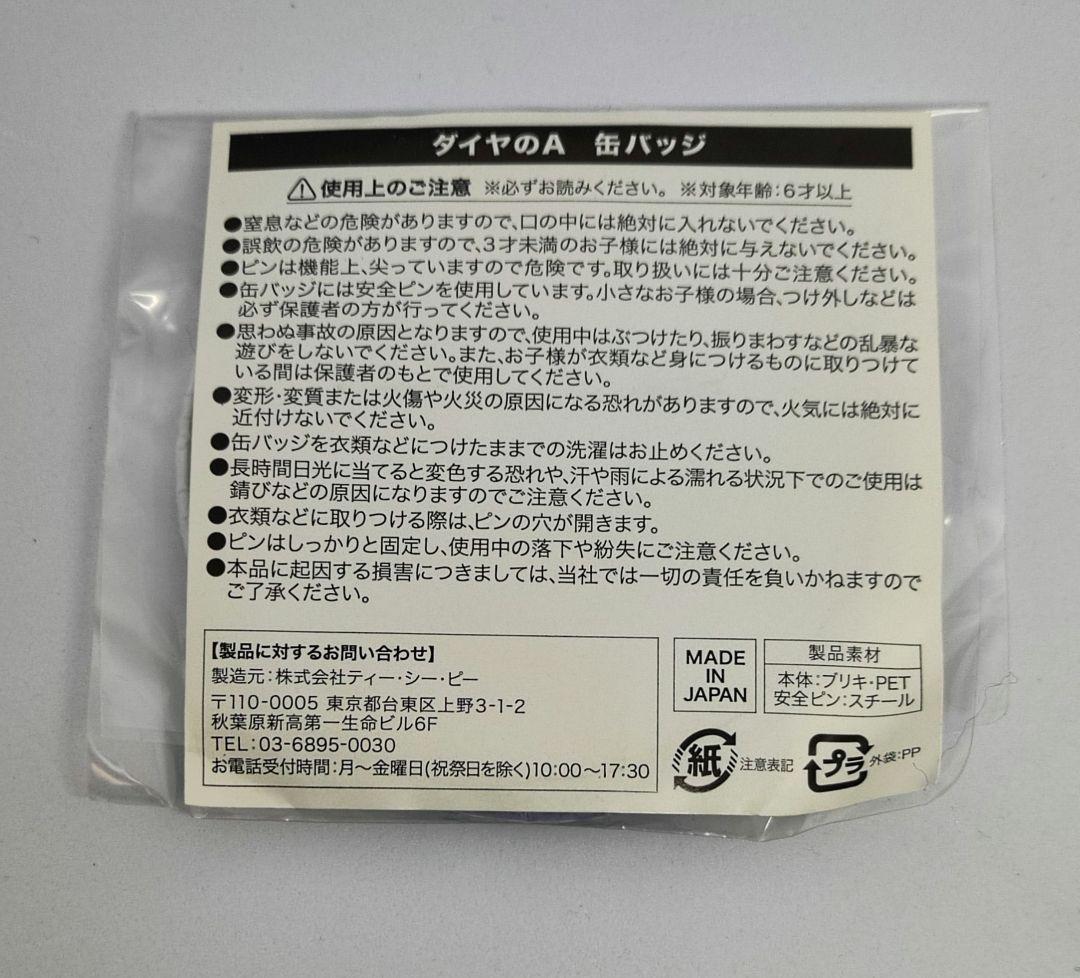 ダイヤのA 缶バッジ
⚠使用上のご注意 ※必ずお読みください。 ※対象年齢:6才以上
●窒息などの危険がありますので、口の中には絶対に入れないでください。
●誤飲の危険がありますので、3才未満のお子様には絶対に与えないでください。
●ピンは機能上、尖っていますので危険です。取り扱いには十分ご注意ください。
●缶バッジには安全ピンを使用しています。小さなお子様の場合、つけ外しなどは
必ず保護者の方が行ってください。
●思わぬ事故の原因となりますので、使用中はぶつけたり、振りまわすなどの乱暴な
遊びをしないでください。また、お子様が衣類など身につけるものに取りつけて
いる間は保護者のもとで使用してください。
●変形・変質または火傷や火災の原因になる恐れがありますので、火気には絶対に
近付けないでください。
●缶バッジを衣類などにつけたままでの洗濯はお止めください。
●長時間日光に当てると変色する恐れや、汗や雨による濡れる状況下でのご使用は
錆びなどの原因になりますのでご注意ください。
●衣類などに取りつける際は、ピンの穴が開きます。
●ピンはしっかりと固定し、使用中の落下や紛失にご注意ください。
●本品に起因する損害につきましては、当社では一切の責任を負いかねますので
ご了承ください。
【製品に対するお問い合わせ】
製造元:株式会社ティー・シー・ピー
〒110-0005 東京都台東区上野3-1-2
秋葉原新高第一生命ビル6F
TEL:03-6895-0030
お電話受付時間:月〜金曜日(祝祭日を除く)10:00〜17:30
MADE
IN
JAPAN
製品素材
本体:ブリキ・PET
安全ピン:スチール
紙 注意表記
プラ 外袋:PP